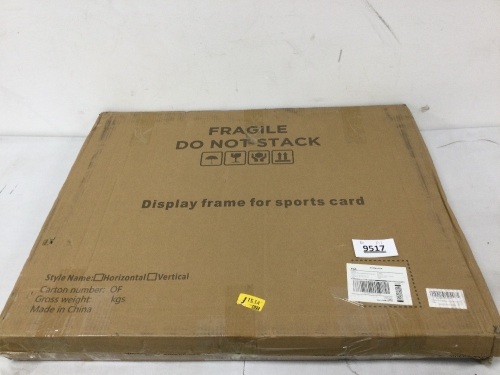 FRAGILE
DO NOT STACK
Display frame for sports card
9517
Style Name: □Horizontal □Vertical
Carton number: OF
Gross weight: kgs
Made in China